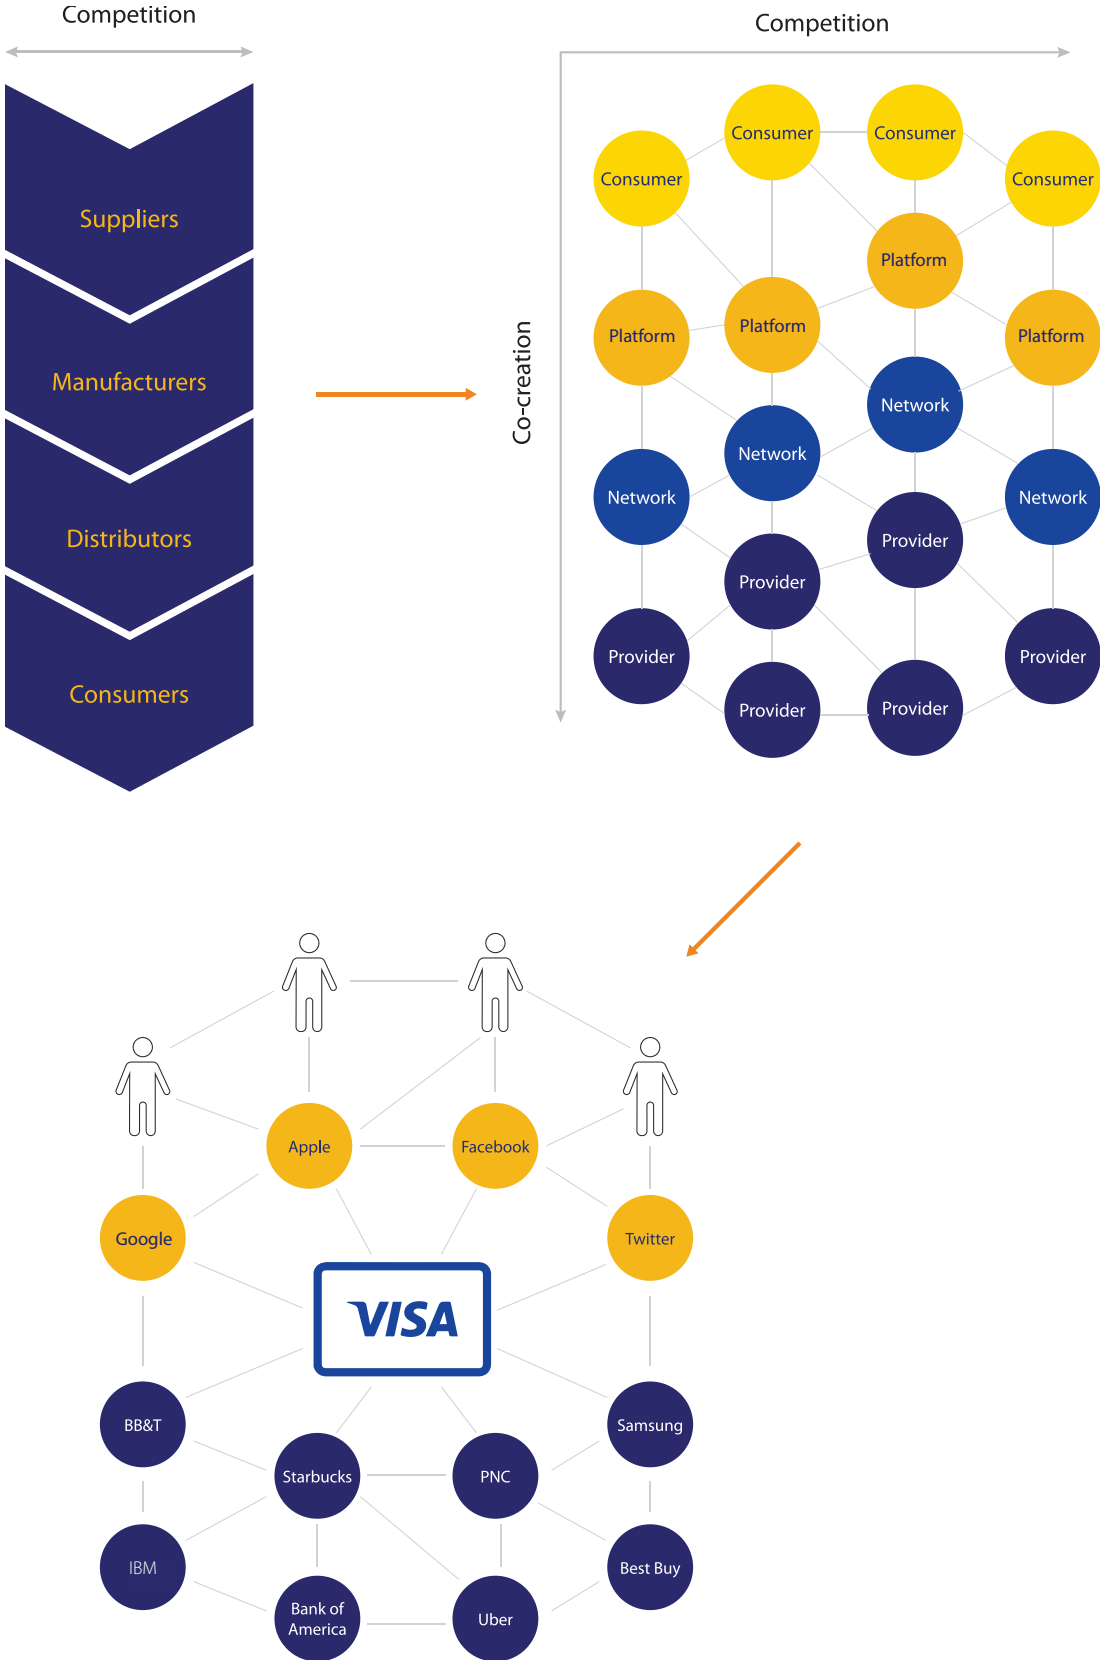 Competition
Suppliers
Manufacturers
Distributors
Consumers
Competition
Co-creation
Consumer
Consumer
Consumer
Consumer
Platform
Platform
Platform
Platform
Network
Network
Network
Network
Provider
Provider
Provider
Provider
Provider
Provider
Apple
Facebook
Google
Twitter
VISA
BB&T
Samsung
Starbucks
PNC
IBM
Best Buy
Bank of
America
Uber